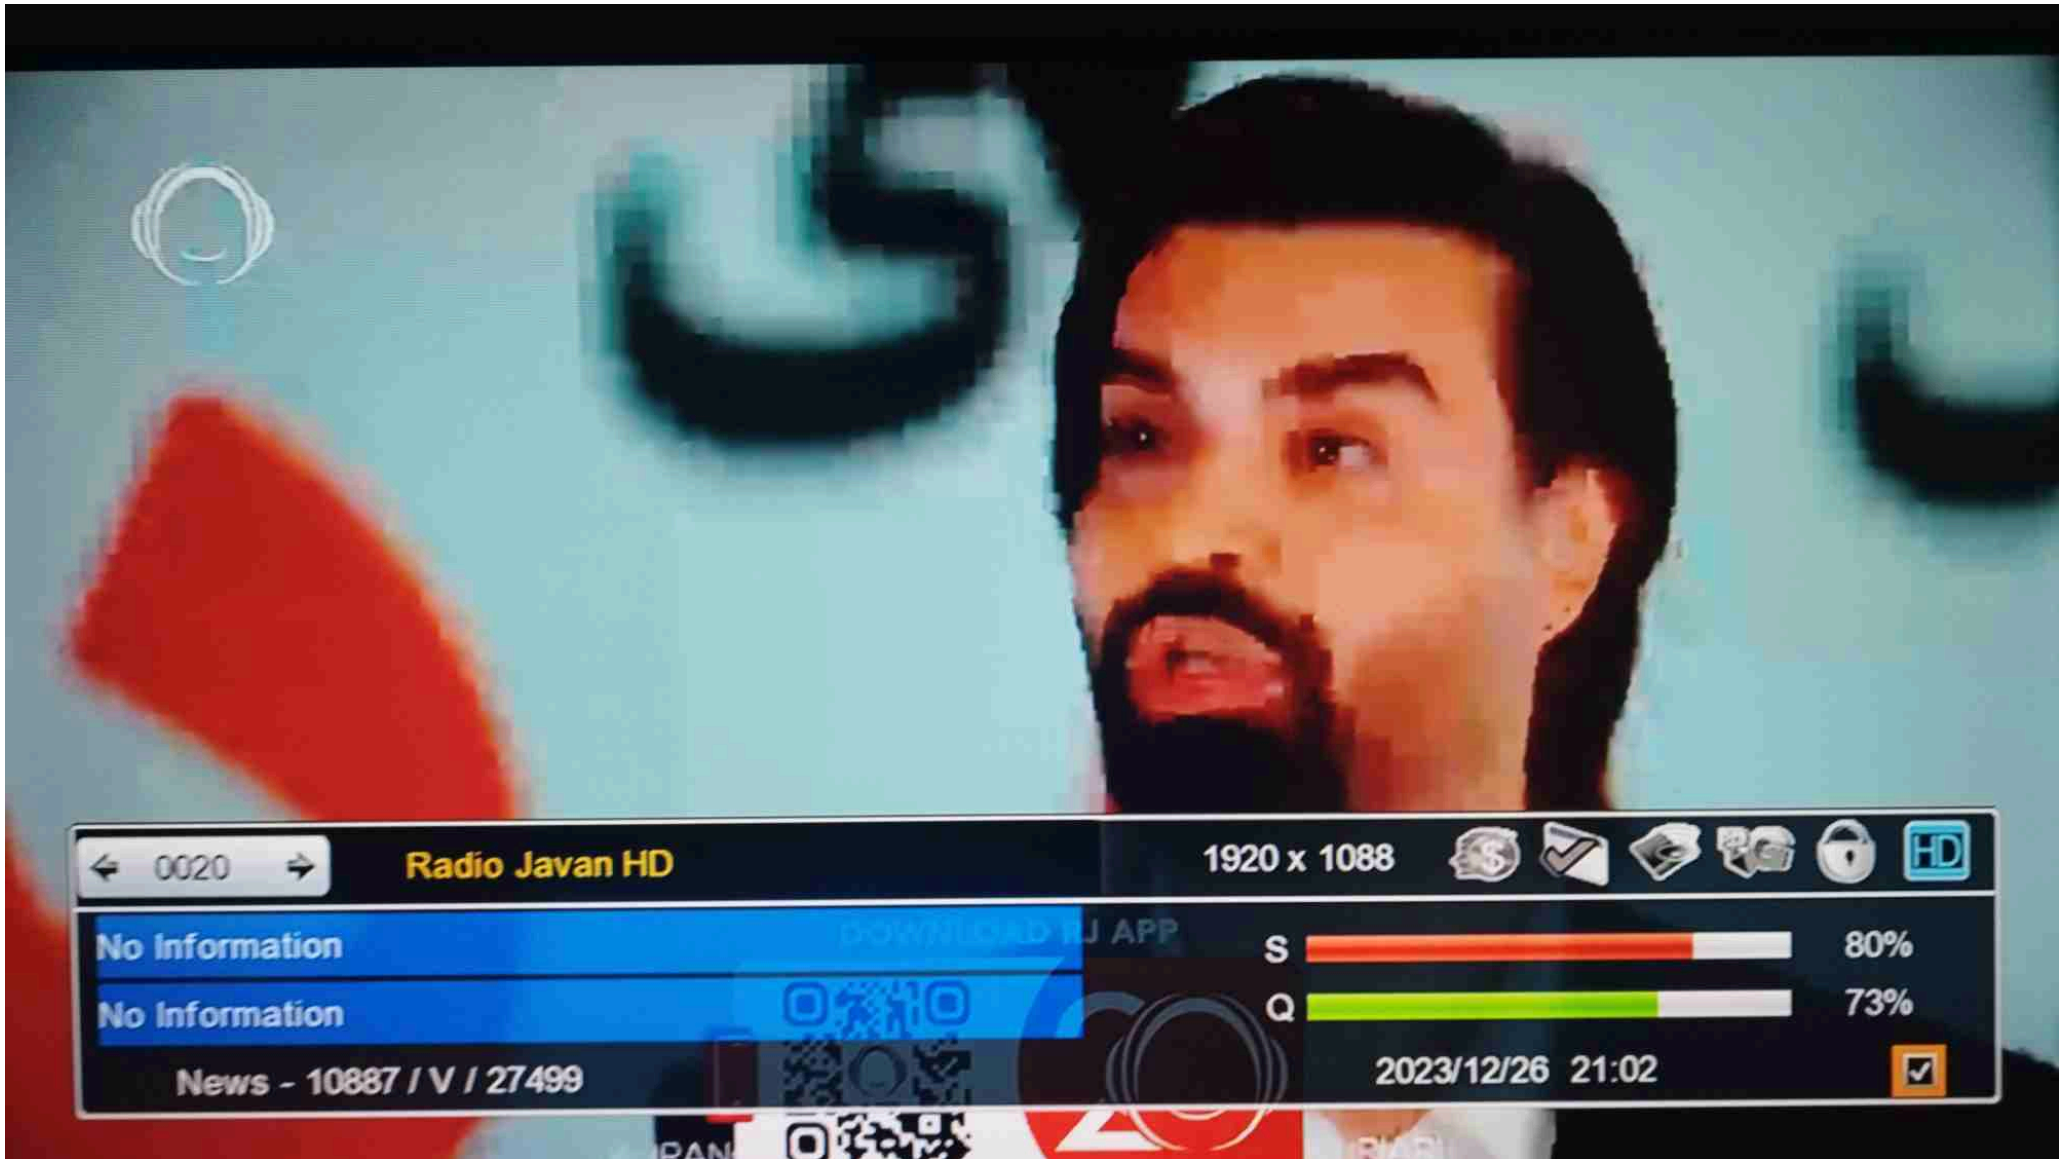 0020
Radio Javan HD
1920 x 1088
HD
No Information
DOWNLOAD RJ APP
S
80%
No Information
Q
73%
News - 10887 / V / 27499
2023/12/26 21:02